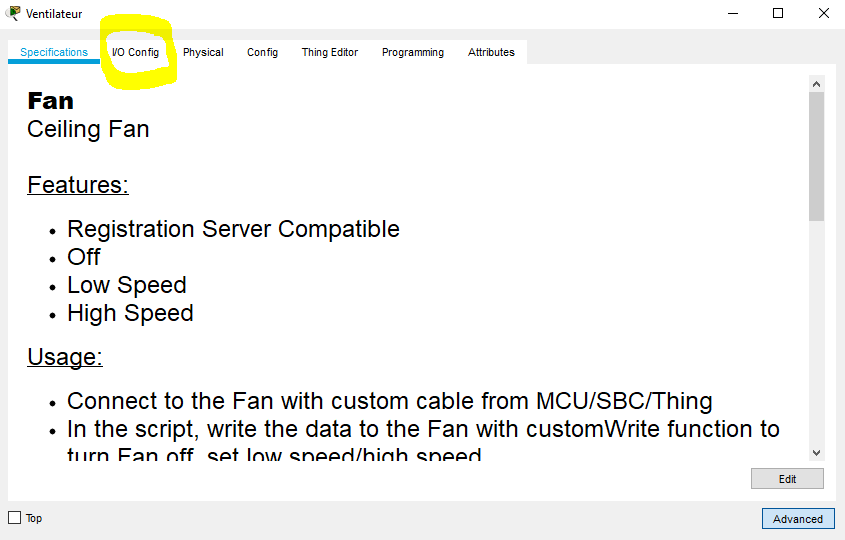 Ventilateur
Specifications I/O Config Physical Config Thing Editor Programming Attributes
Fan
Ceiling Fan
Features:
Registration Server Compatible
Off
Low Speed
High Speed
Usage:
Connect to the Fan with custom cable from MCU/SBC/Thing
In the script, write the data to the Fan with customWrite function to
turn Fan off, set low speed/high speed
Edit
Top Advanced